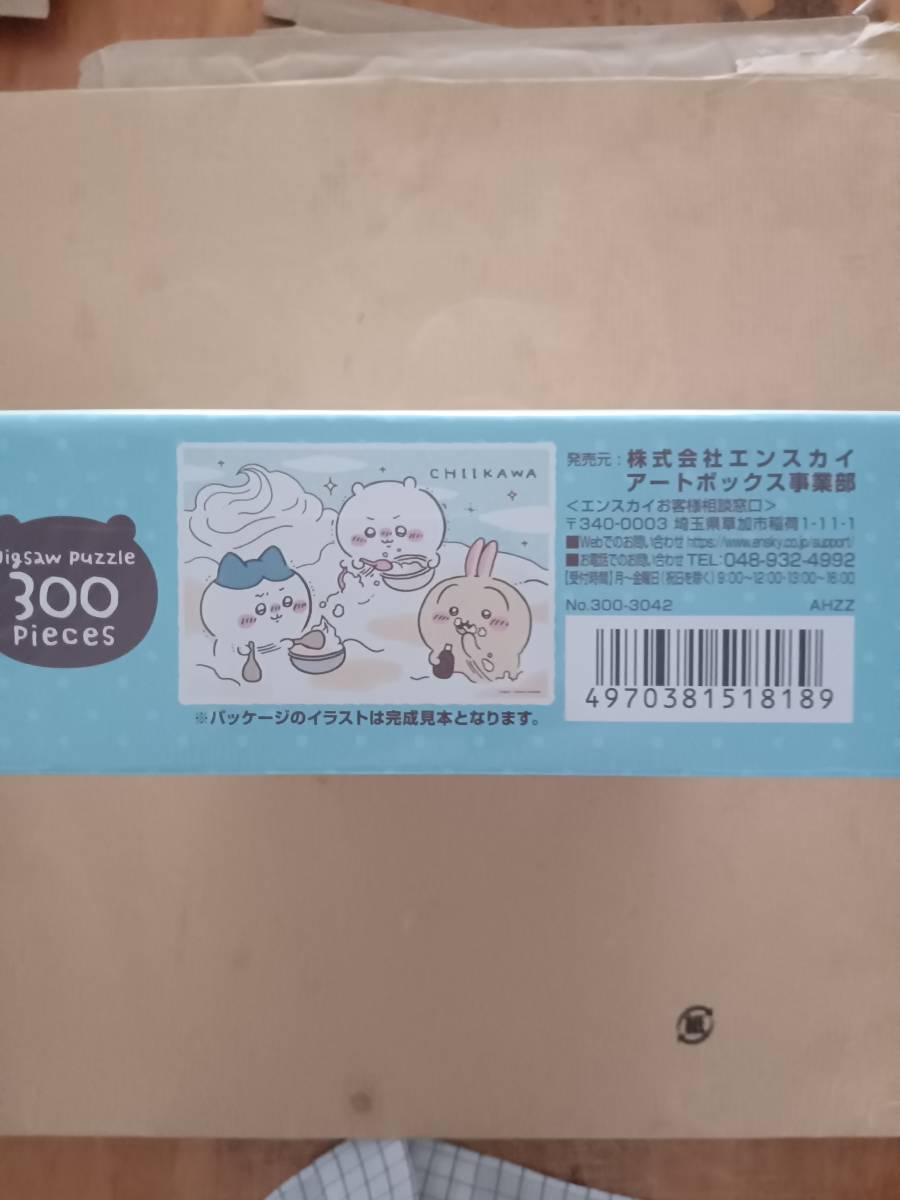 Jigsaw Puzzle
300
Pieces
CHIIKAWA
※パッケージのイラストは完成見本となります。
発売元：株式会社エンスカイ
アートボックス事業部
＜エンスカイお客様相談窓口＞
〒340-0003 埼玉県草加市稲荷1-11-1
■Webでのお問い合わせ https://www.ensky.co.jp/support/
■お電話でのお問い合わせ TEL:048-932-4992
【受付時間】月～金曜日(祝日を除く) 9:00～12:00･13:00～16:00
No.300-3042 AHZZ
4970381518189